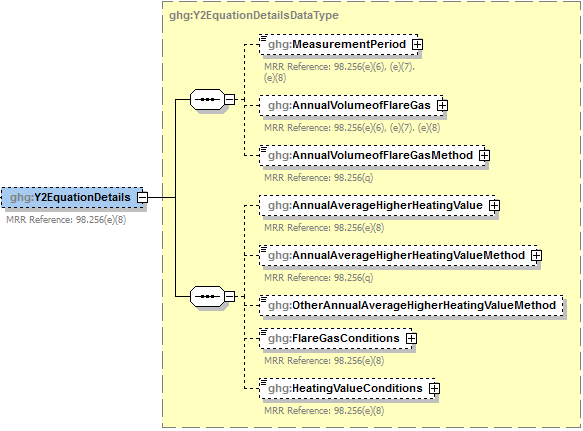 ghg:Y2EquationDetailsDataType
ghg:MeasurementPeriod
MRR Reference: 98.256(e)(6), (e)(7).
(e)(8)
ghg:AnnualVolumeofFlareGas
MRR Reference: 98.256(e)(6), (e)(7). (e)(8)
ghg:AnnualVolumeofFlareGasMethod
MRR Reference: 98.256(q)
ghg:Y2EquationDetails
MRR Reference: 98.256(e)(8)
ghg:AnnualAverageHigherHeatingValue
MRR Reference: 98.256(e)(8)
ghg:AnnualAverageHigherHeatingValueMethod
MRR Reference: 98.256(q)
ghg:OtherAnnualAverageHigherHeatingValueMethod
ghg:FlareGasConditions
MRR Reference: 98.256(e)(8)
ghg:HeatingValueConditions
MRR Reference: 98.256(e)(8)